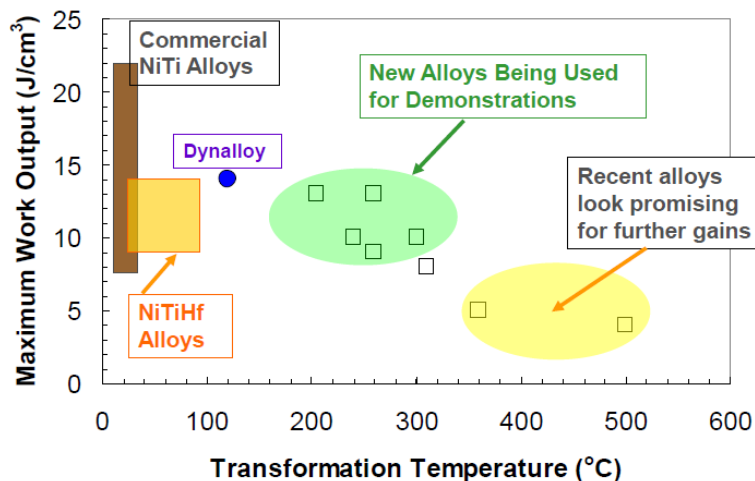 Maximum Work Output (J/cm³)
25
20
15
10
5
0
0 100 200 300 400 500 600
Transformation Temperature (°C)
Commercial
NiTi Alloys
New Alloys Being Used
for Demonstrations
Dynalloy
Recent alloys
look promising
for further gains
NiTiHf
Alloys